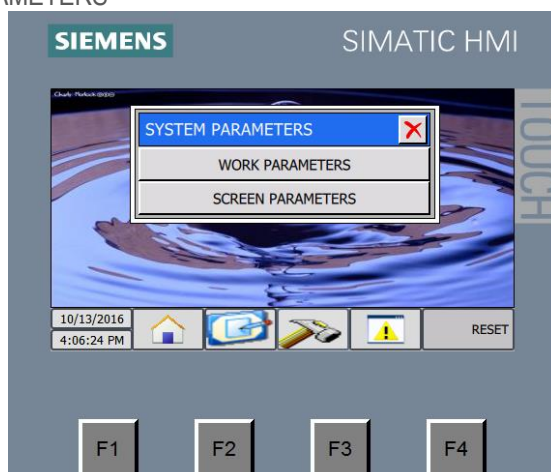 AMETERS
SIEMENS
SIMATIC HMI
TOUCH
SYSTEM PARAMETERS
WORK PARAMETERS
SCREEN PARAMETERS
10/13/2016
4:06:24 PM
RESET
F1
F2
F3
F4